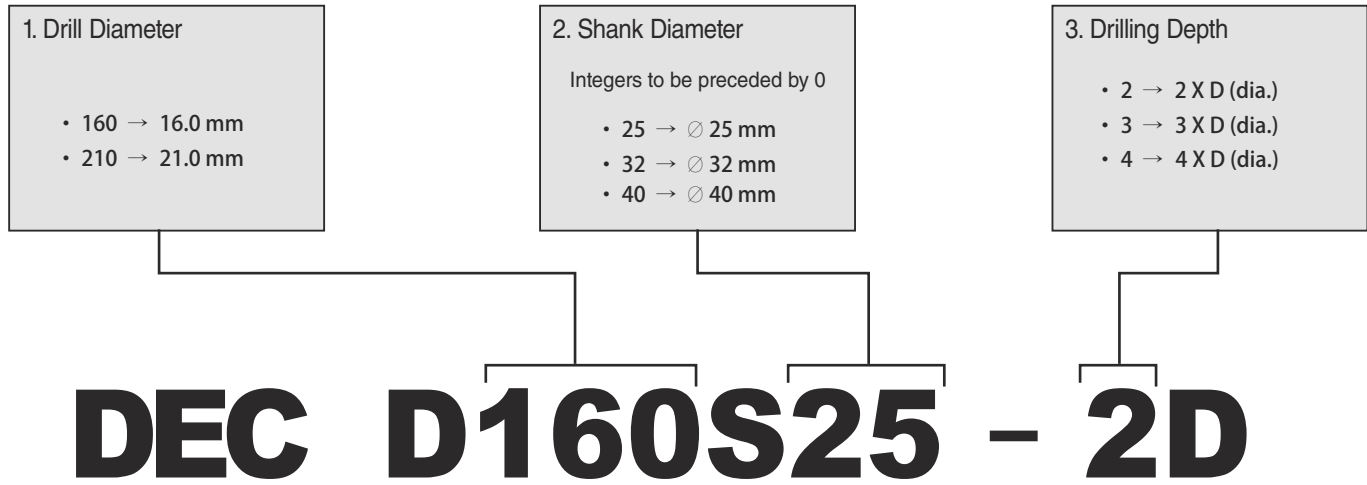 1. Drill Diameter
• 160 → 16.0 mm
• 210 → 21.0 mm
2. Shank Diameter
Integers to be preceded by 0
• 25 → ∅ 25 mm
• 32 → ∅ 32 mm
• 40 → ∅ 40 mm
3. Drilling Depth
• 2 → 2 X D (dia.)
• 3 → 3 X D (dia.)
• 4 → 4 X D (dia.)
DEC D160S25 - 2D